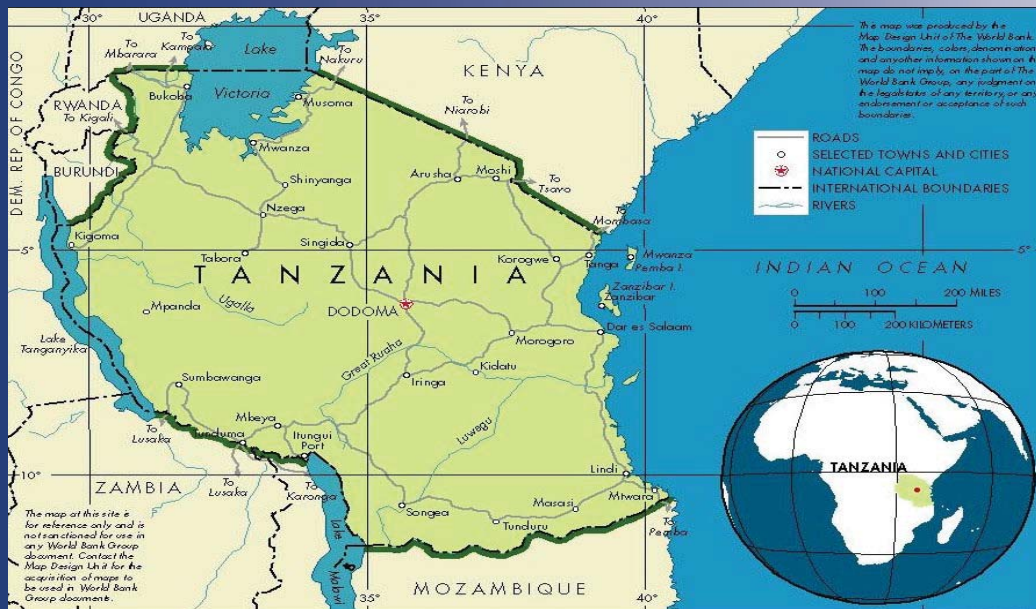 30°
35°
40°
UGANDA
To
Kampala
To
Mbarara
Lake
Victoria
To
Nakuru
KENYA
This map was produced by the
Map Design Unit of The World Bank.
The boundaries, colors, denominations
and any other information shown on this
map do not imply, on the part of The
World Bank Group, any judgment on
the legal status of any territory, or any
endorsement or acceptance of such
boundaries.
DEM. REP. OF CONGO
RWANDA
To Kigali
BURUNDI
Bukoba
Musoma
Mwanza
To
Niarobi
Shinyanga
Arusha
Moshi
To
Tsavo
To
Mombasa
ROADS
SELECTED TOWNS AND CITIES
NATIONAL CAPITAL
INTERNATIONAL BOUNDARIES
RIVERS
Nzega
Kigoma
Singida
5°
5°
Tabora
Korogwe
Tanga
Mwanza
Pemba I.
TANZANIA
INDIAN OCEAN
Ugalla
Mpanda
DODOMA
Zanzibar I.
Zanzibar
0 100 200 MILES
0 100 200 KILOMETERS
Dar es Salaam
Morogoro
Lake
Tanganyika
Great Ruaha
Kidatu
Iringa
Sumbawanga
Mbeya
Tunduma
Itungui
Port
Luwegu
To
Lusaka
To
Lusaka
To
Karonga
10°
10°
ZAMBIA
Lindi
Mtwara
Masasi
Songea
Tunduru
To
Pemba
TANZANIA
The map at this site is
for reference only and is
not sanctioned for use in
any World Bank Group
document. Contact the
Map Design Unit for the
acquisition of maps to
be used in World Bank
Group documents.
Lake
Malawi
MOZAMBIQUE
35°
40°